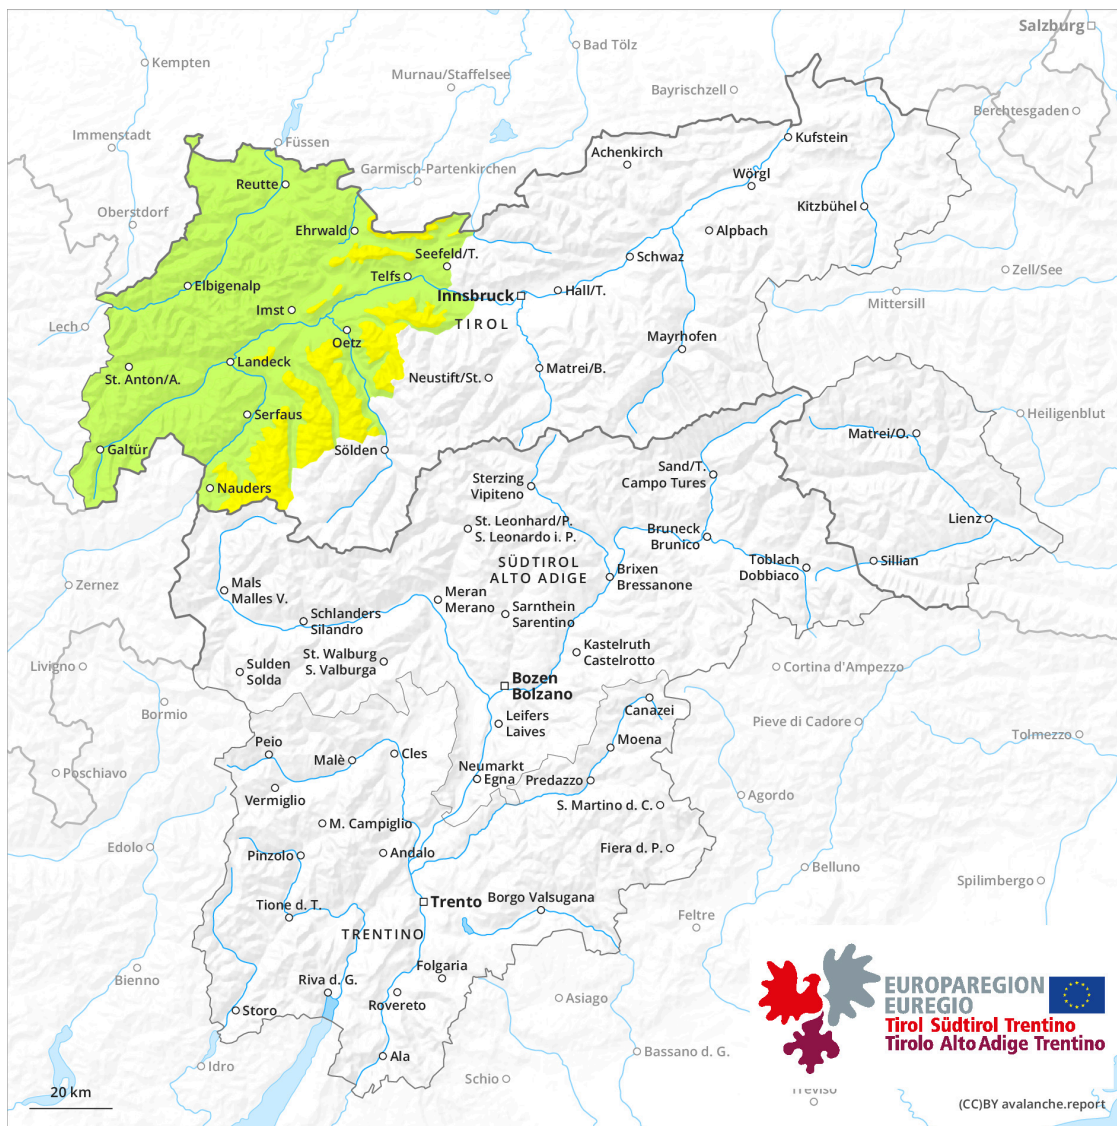 Salzburg
Bad Tölz
Kempten
Murnau/Staffelsee
Bayrischzell
Berchtesgaden
Immenstadt
Füssen
Kufstein
Achenkirch
Garmisch-Partenkirchen
Wörgl
Reutte
Kitzbühel
Oberstdorf
Ehrwald
Alpbach
Seefeld/T.
Schwaz
Zell/See
Telfs
Elbigenalp
Hall/T.
Innsbruck
Mittersill
Imst
TIROL
Lech
Oetz
Mayrhofen
Landeck
Matrei/B.
St. Anton/A.
Neustift/St.
Serfaus
Heiligenblut
Matrei/O.
Galtür
Sölden
Sand/T.
Campo Tures
Sterzing
Vipiteno
Nauders
Lienz
St. Leonhard/P.
S. Leonardo i. P.
Bruneck
Brunico
SÜDTIROL
ALTO ADIGE
Toblach
Dobbiaco
Sillian
Brixen
Bressanone
Zernez
Mals
Malles V.
Meran
Merano
Sarnthein
Sarentino
Schlanders
Silandro
Kastelruth
Castelrotto
St. Walburg
S. Valburga
Livigno
Sulden
Solda
Cortina d'Ampezzo
Bozen
Bolzano
Bormio
Canazei
Leifers
Laives
Pieve di Cadore
Tolmezzo
Moena
Peio
Malè
Cles
Poschiavo
Neumarkt
Egna
Predazzo
Vermiglio
Agordo
S. Martino d. C.
M. Campiglio
Edolo
Pinzolo
Andalo
Fiera d. P.
Belluno
Spilimbergo
Trento
Borgo Valsugana
Tione d. T.
Feltre
TRENTINO
Bienno
Folgaria
Riva d. G.
Rovereto
Asiago
Storo
EUROPAREGION
EUREGIO
Tirol Südtirol Trentino
Tirolo Alto Adige Trentino
Ala
Bassano d. G.
Idro
Schio
Treviso
20 km
(CC)BY avalanche.report